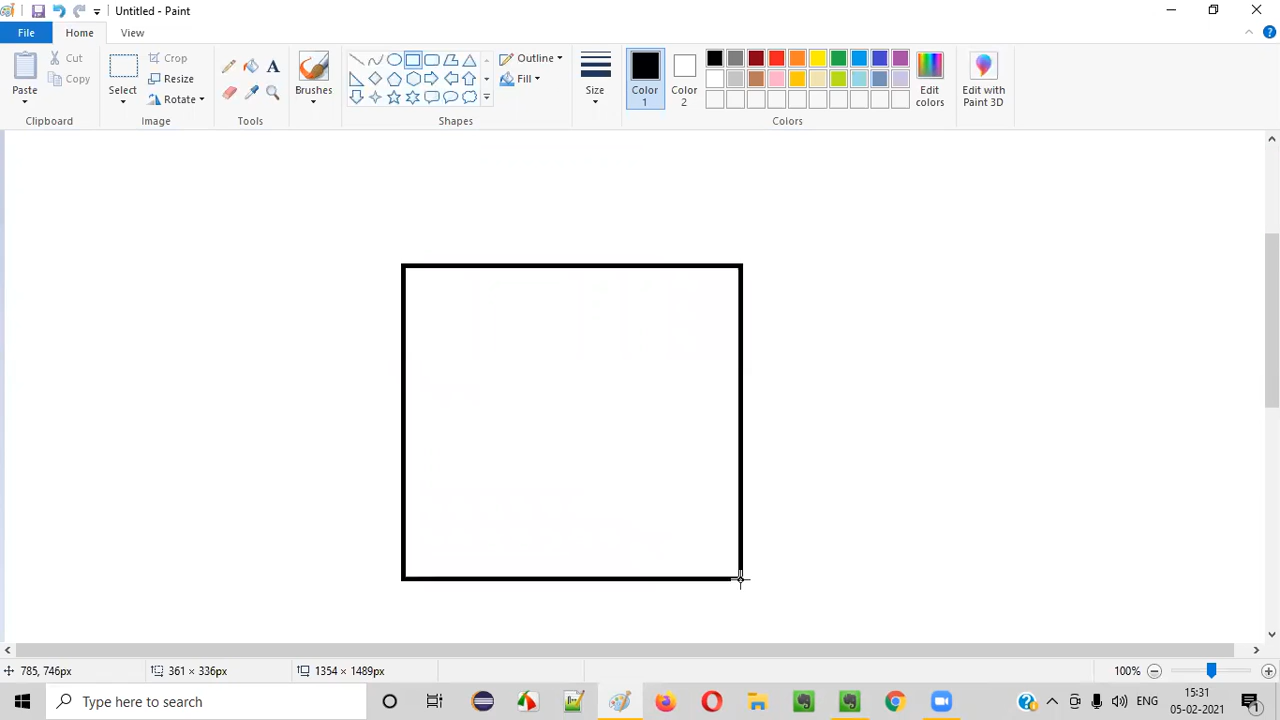 Untitled - Paint
File Home View
Paste
Cut
Copy
Clipboard
Select
Crop
Resize
Rotate
Image
A
Tools
Brushes
Shapes
Outline
Fill
Size
Color 1
Color 2
Colors
Edit colors
Edit with Paint 3D
785, 746px
361 × 336px
1354 × 1489px
100%
Type here to search
ENG
15:31
05-02-2021
1